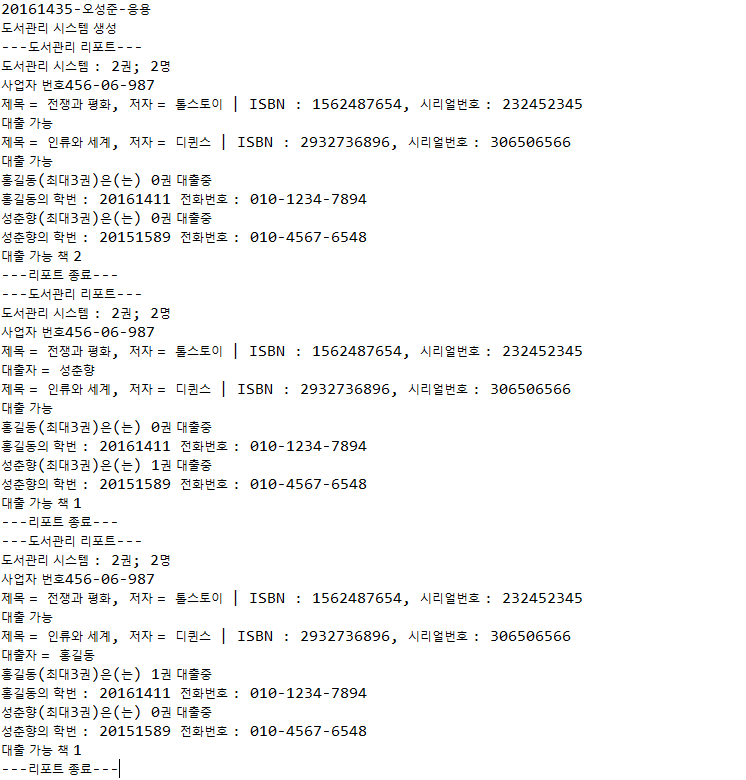 20161435-오성준-응용
도서관리 시스템 생성
---도서관리 리포트---
도서관리 시스템 : 2권; 2명
사업자 번호456-06-987
제목 = 전쟁과 평화, 저자 = 톨스토이 | ISBN : 1562487654, 시리얼번호 : 232452345
대출 가능
제목 = 인류와 세계, 저자 = 디퀸스 | ISBN : 2932736896, 시리얼번호 : 306506566
대출 가능
홍길동(최대3권)은(는) 0권 대출중
홍길동의 학번 : 20161411 전화번호 : 010-1234-7894
성춘향(최대3권)은(는) 0권 대출중
성춘향의 학번 : 20151589 전화번호 : 010-4567-6548
대출 가능 책 2
---리포트 종료---
---도서관리 리포트---
도서관리 시스템 : 2권; 2명
사업자 번호456-06-987
제목 = 전쟁과 평화, 저자 = 톨스토이 | ISBN : 1562487654, 시리얼번호 : 232452345
대출자 = 성춘향
제목 = 인류와 세계, 저자 = 디퀸스 | ISBN : 2932736896, 시리얼번호 : 306506566
대출 가능
홍길동(최대3권)은(는) 0권 대출중
홍길동의 학번 : 20161411 전화번호 : 010-1234-7894
성춘향(최대3권)은(는) 1권 대출중
성춘향의 학번 : 20151589 전화번호 : 010-4567-6548
대출 가능 책 1
---리포트 종료---
---도서관리 리포트---
도서관리 시스템 : 2권; 2명
사업자 번호456-06-987
제목 = 전쟁과 평화, 저자 = 톨스토이 | ISBN : 1562487654, 시리얼번호 : 232452345
대출 가능
제목 = 인류와 세계, 저자 = 디퀸스 | ISBN : 2932736896, 시리얼번호 : 306506566
대출자 = 홍길동
홍길동(최대3권)은(는) 1권 대출중
홍길동의 학번 : 20161411 전화번호 : 010-1234-7894
성춘향(최대3권)은(는) 0권 대출중
성춘향의 학번 : 20151589 전화번호 : 010-4567-6548
대출 가능 책 1
---리포트 종료---